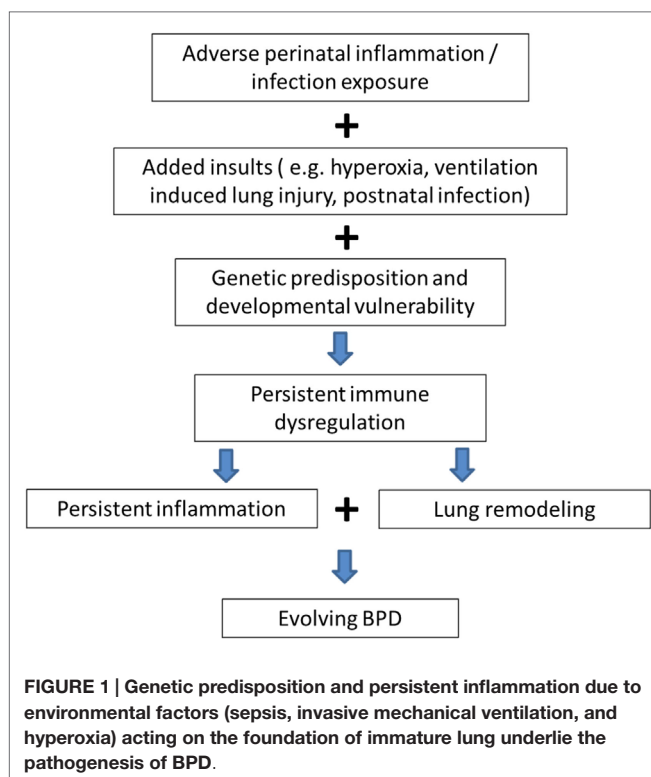 Adverse perinatal inflammation /
infection exposure
+
Added insults ( e.g. hyperoxia, ventilation
induced lung injury, postnatal infection)
+
Genetic predisposition and
developmental vulnerability
Persistent immune
dysregulation
Persistent inflammation + Lung remodeling
Evolving BPD
FIGURE 1 | Genetic predisposition and persistent inflammation due to
environmental factors (sepsis, invasive mechanical ventilation, and
hyperoxia) acting on the foundation of immature lung underlie the
pathogenesis of BPD.